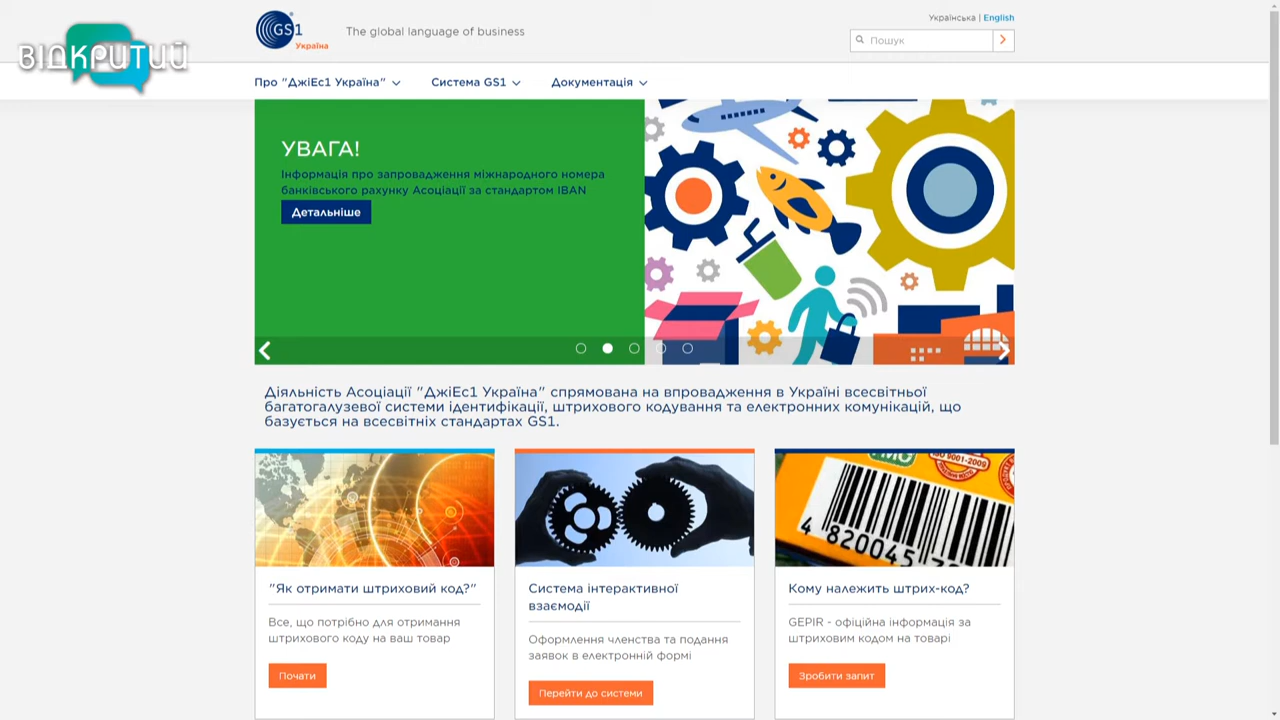 ВІДКРИТИЙ
GS1
Україна
The global language of business
Українська | English
Пошук
Про "ДжіЕс1 Україна"
Система GS1
Документація
УВАГА!
Інформація про запровадження міжнародного номера
банківського рахунку Асоціації за стандартом IBAN
Детальніше
Діяльність Асоціації "ДжіЕс1 Україна" спрямована на впровадження в Україні всесвітньої
багатогалузевої системи ідентифікації, штрихового кодування та електронних комунікацій, що
базується на всесвітніх стандартах GS1.
ISO 9001-2009
4 820045
"Як отримати штриховий код?"
Все, що потрібно для отримання
штрихового коду на ваш товар
Почати
Система інтерактивної
взаємодії
Оформлення членства та подання
заявок в електронній формі
Перейти до системи
Кому належить штрих-код?
GEPIR - офіційна інформація за
штриховим кодом на товарі
Зробити запит